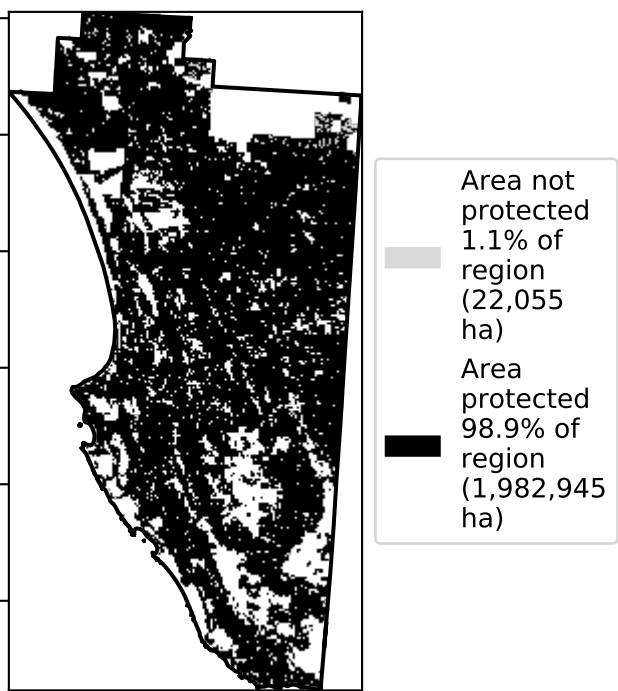 Area not
protected
1.1% of
region
(22,055
ha)
Area
protected
98.9% of
region
(1,982,945
ha)